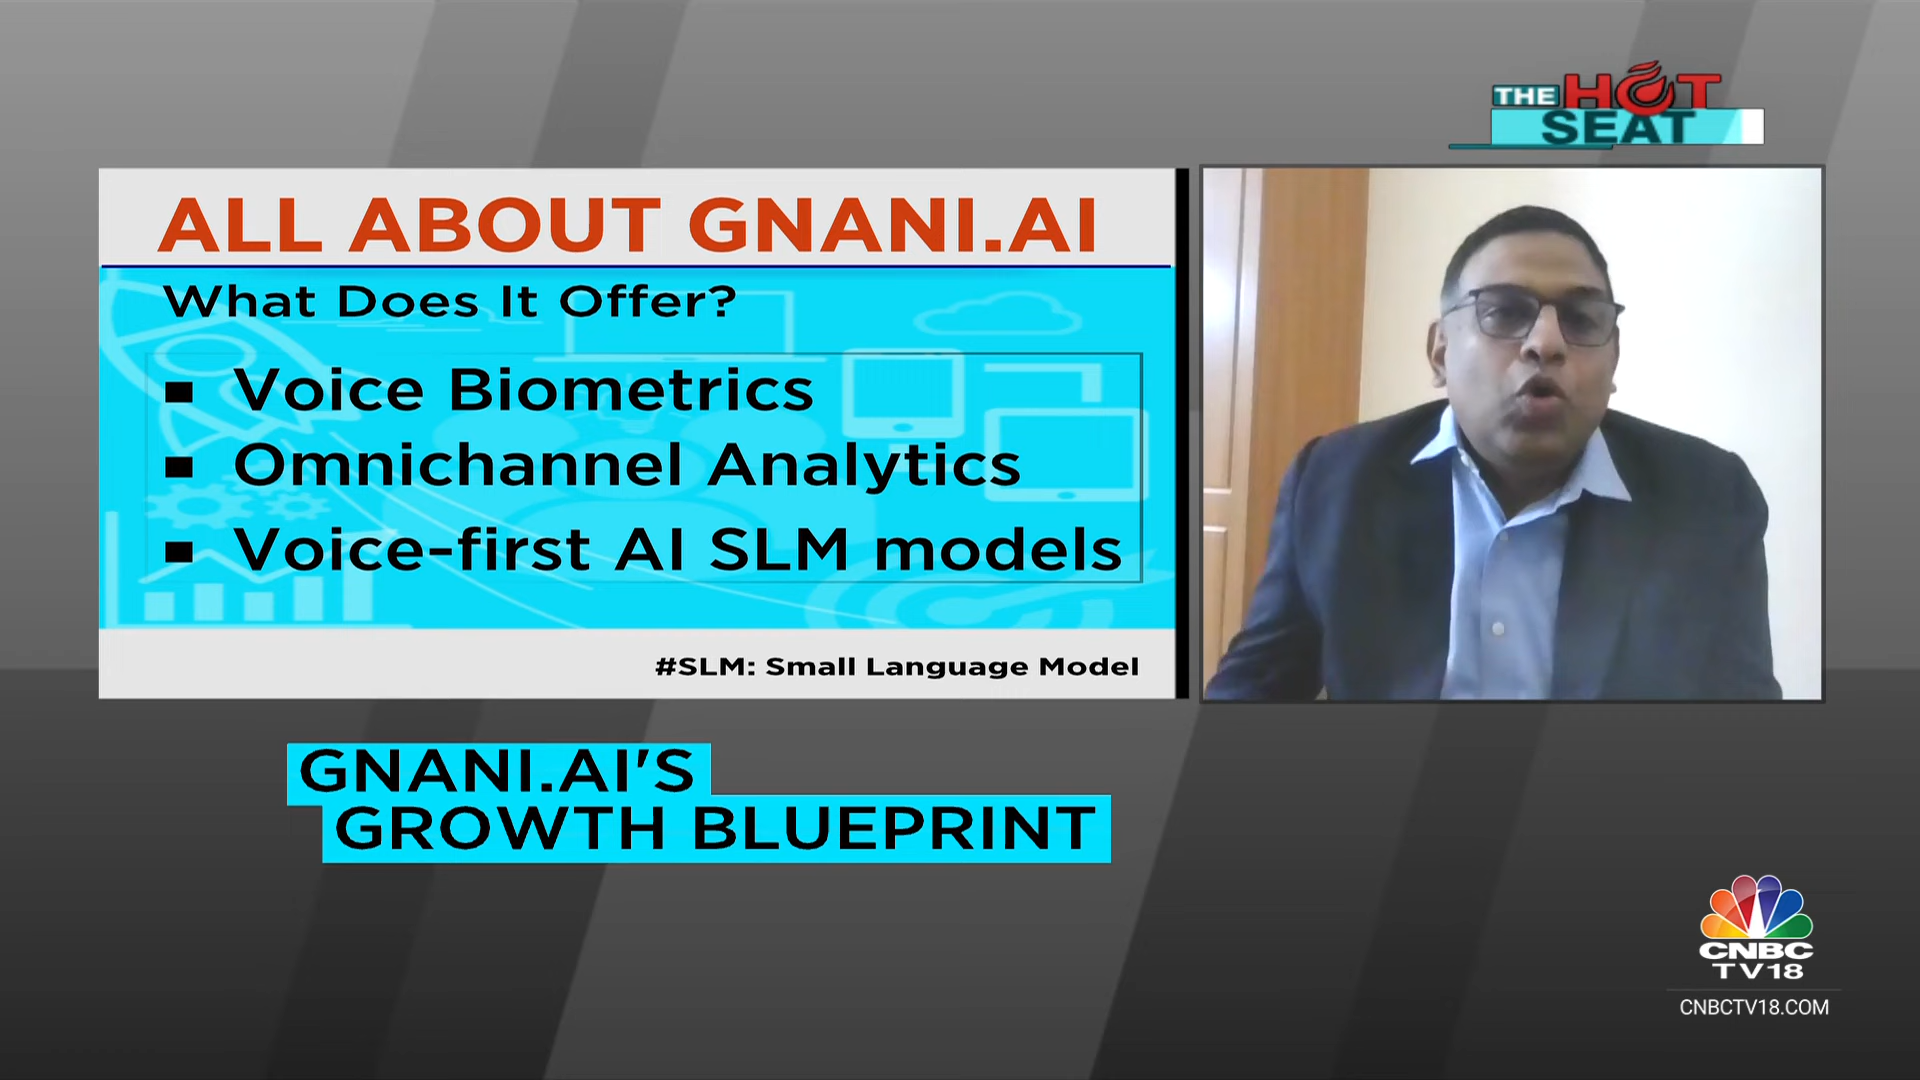 THE HOT
SEAT
ALL ABOUT GNANI.AI
What Does It Offer?
▪ Voice Biometrics
▪ Omnichannel Analytics
▪ Voice-first AI SLM models
#SLM: Small Language Model
GNANI.AI'S
GROWTH BLUEPRINT
CNBC
TV18
CNBCTV18.COM